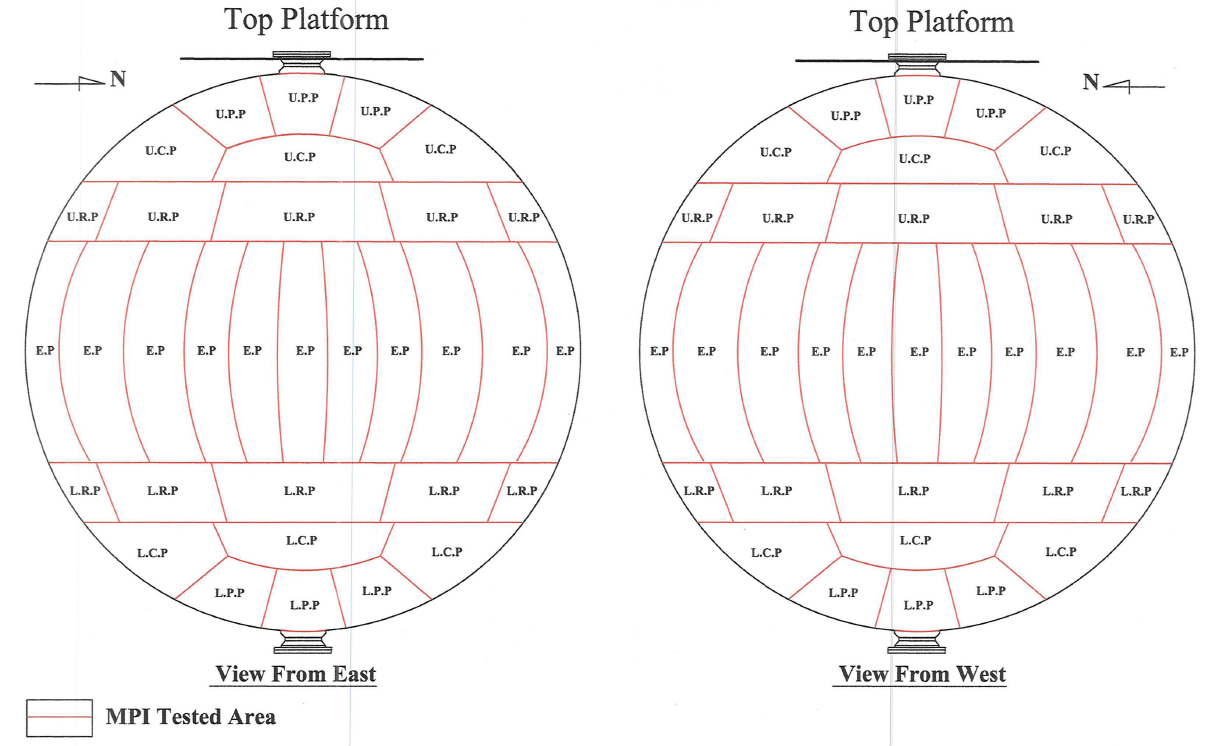 Top Platform
Top Platform
N
N
U.P.P
U.P.P
U.P.P
U.C.P
U.C.P
U.C.P
U.R.P
U.R.P
U.R.P
U.R.P
U.R.P
E.P
E.P
E.P
E.P
E.P
E.P
E.P
E.P
E.P
E.P
E.P
L.R.P
L.R.P
L.R.P
L.R.P
L.R.P
L.C.P
L.C.P
L.C.P
L.P.P
L.P.P
L.P.P
View From East
U.P.P
U.P.P
U.P.P
U.C.P
U.C.P
U.C.P
U.R.P
U.R.P
U.R.P
U.R.P
U.R.P
E.P
E.P
E.P
E.P
E.P
E.P
E.P
E.P
E.P
E.P
E.P
L.R.P
L.R.P
L.R.P
L.R.P
L.R.P
L.C.P
L.C.P
L.C.P
L.P.P
L.P.P
L.P.P
View From West
MPI Tested Area